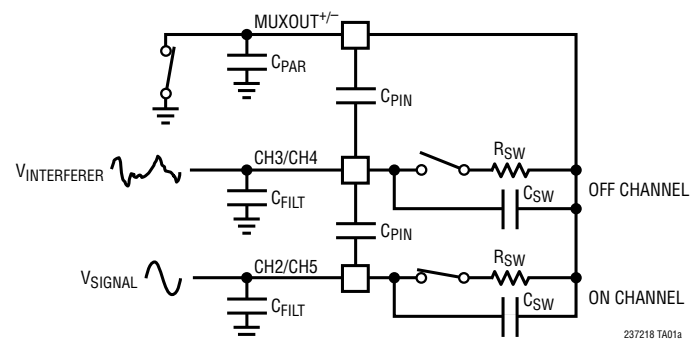 MUXOUT+/–
CPAR
CPIN
VINTERFERER
CH3/CH4
RSW
CFILT
CSW
OFF CHANNEL
CPIN
VSIGNAL
CH2/CH5
RSW
CFILT
CSW
ON CHANNEL
237218 TA01a